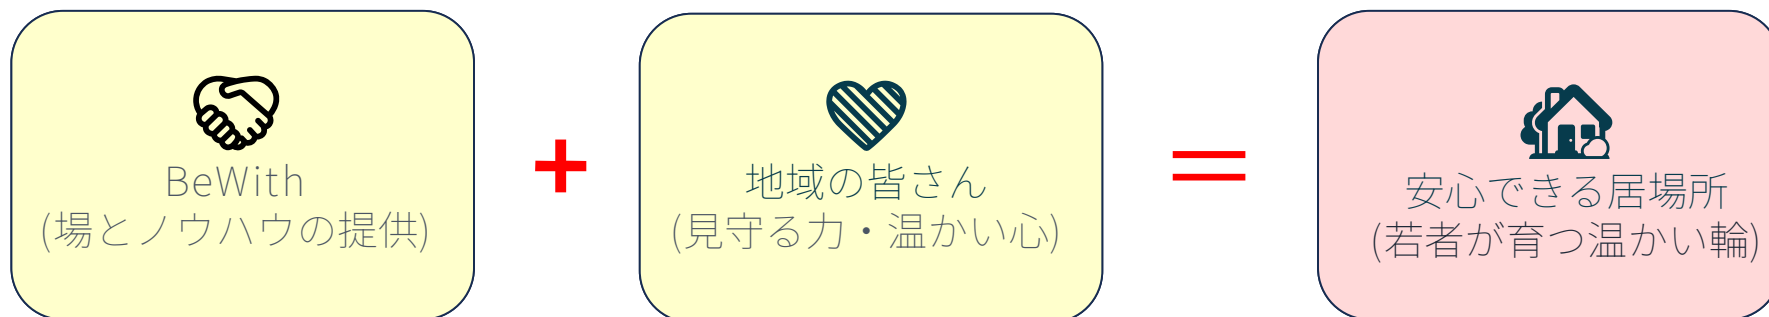 BeWith
(場とノウハウの提供)
+
地域の皆さん
(見守る力・温かい心)
=
安心できる居場所
(若者が育つ温かい輪)